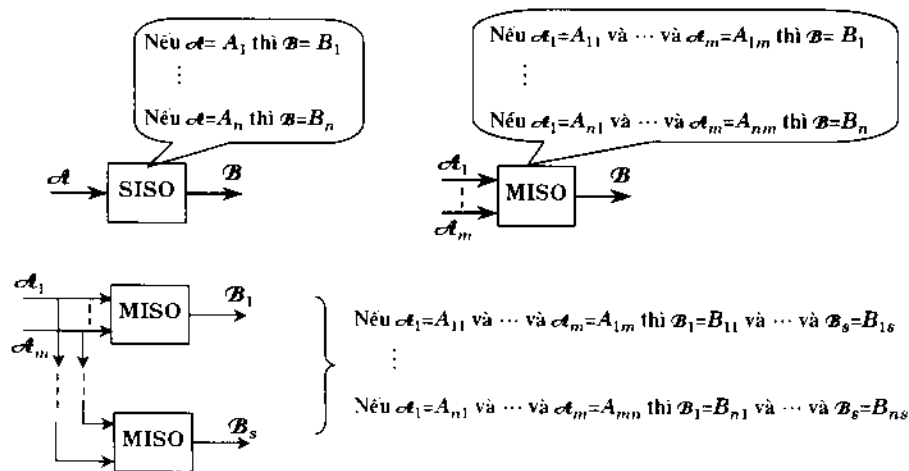 Nếu 𝒜= A₁ thì ℬ= B₁
⋮
Nếu 𝒜=Aₙ thì ℬ=Bₙ
𝒜
SISO
ℬ
Nếu 𝒜₁=A₁₁ và ⋯ và 𝒜ₘ=A₁ₘ thì ℬ= B₁
⋮
Nếu 𝒜₁=Aₙ₁ và ⋯ và 𝒜ₘ=Aₙₘ thì ℬ=Bₙ
𝒜₁
𝒜ₘ
MISO
ℬ
𝒜₁
𝒜ₘ
MISO
ℬ₁
MISO
ℬₛ
Nếu 𝒜₁=A₁₁ và ⋯ và 𝒜ₘ=A₁ₘ thì ℬ₁=B₁₁ và ⋯ và ℬₛ=B₁ₛ
⋮
Nếu 𝒜₁=Aₙ₁ và ⋯ và 𝒜ₘ=Aₘₙ thì ℬ₁=Bₙ₁ và ⋯ và ℬₛ=Bₙₛ